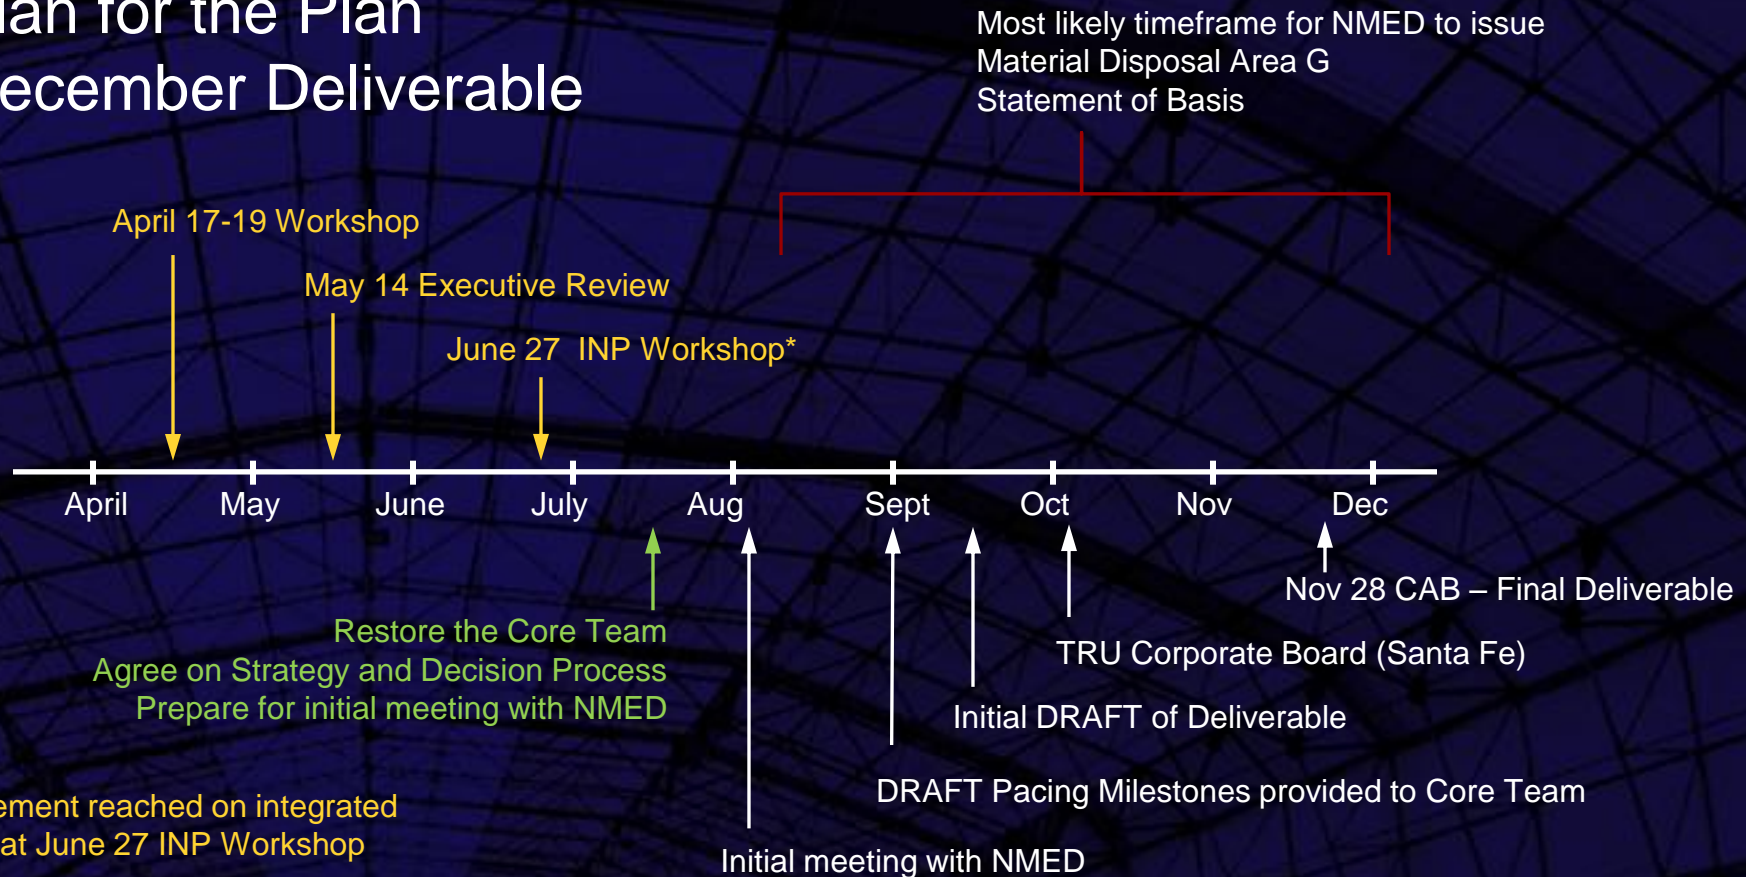 lan for the Plan
ecember Deliverable
Most likely timeframe for NMED to issue
Material Disposal Area G
Statement of Basis
April 17-19 Workshop
May 14 Executive Review
June 27 INP Workshop*
April May June July Aug Sept Oct Nov Dec
Restore the Core Team
Agree on Strategy and Decision Process
Prepare for initial meeting with NMED
Nov 28 CAB – Final Deliverable
TRU Corporate Board (Santa Fe)
Initial DRAFT of Deliverable
DRAFT Pacing Milestones provided to Core Team
Initial meeting with NMED
ement reached on integrated
at June 27 INP Workshop